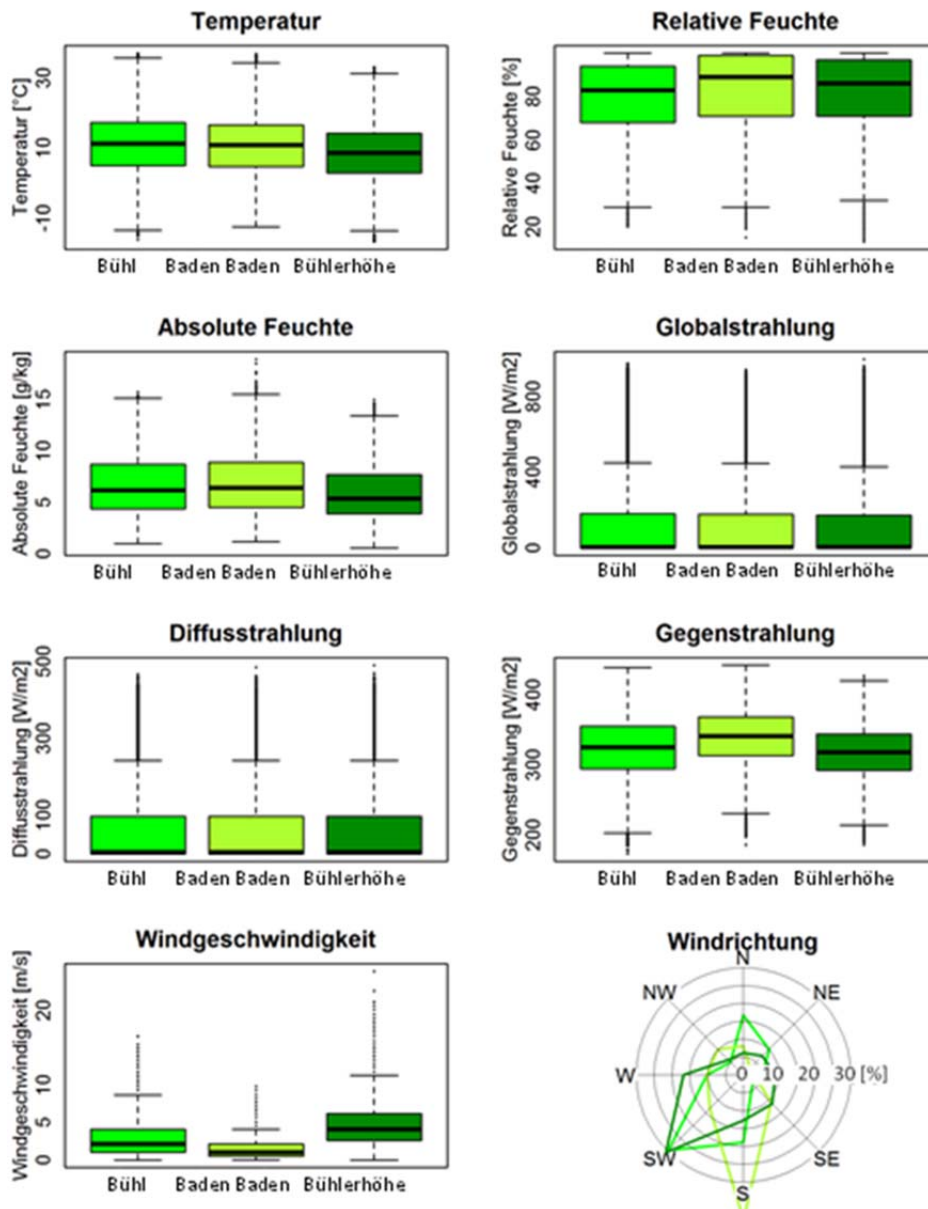 Temperatur
Temperatur [°C]
30
10
-10
Bühl Baden Baden Bühlerhöhe
Relative Feuchte
Relative Feuchte [%]
80
60
40
20
Bühl Baden Baden Bühlerhöhe
Absolute Feuchte
Absolute Feuchte [g/kg]
15
10
5
0
Bühl Baden Baden Bühlerhöhe
Globalstrahlung
Globalstrahlung [W/m2]
800
400
0
Bühl Baden Baden Bühlerhöhe
Diffusstrahlung
Diffusstrahlung [W/m2]
500
300
100
0
Bühl Baden Baden Bühlerhöhe
Gegenstrahlung
Gegenstrahlung [W/m2]
400
300
200
Bühl Baden Baden Bühlerhöhe
Windgeschwindigkeit
Windgeschwindigkeit [m/s]
20
10
5
0
Bühl Baden Baden Bühlerhöhe
Windrichtung
N
NW NE
W 0 10 20 30 [%]
SW SE
S